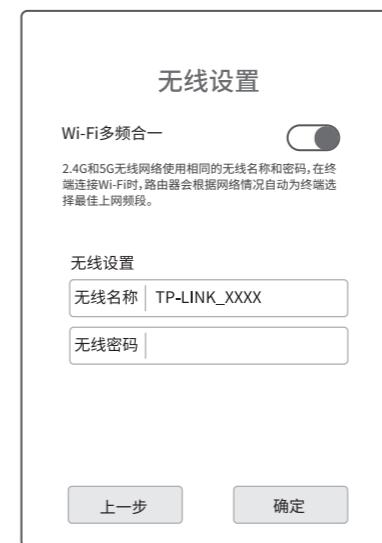 无线设置
Wi-Fi多频合一
2.4G和5G无线网络使用相同的无线名称和密码，在终
端连接Wi-Fi时，路由器会根据网络情况自动为终端选
择最佳上网频段。
无线设置
无线名称 TP-LINK_XXXX
无线密码
上一步 确定